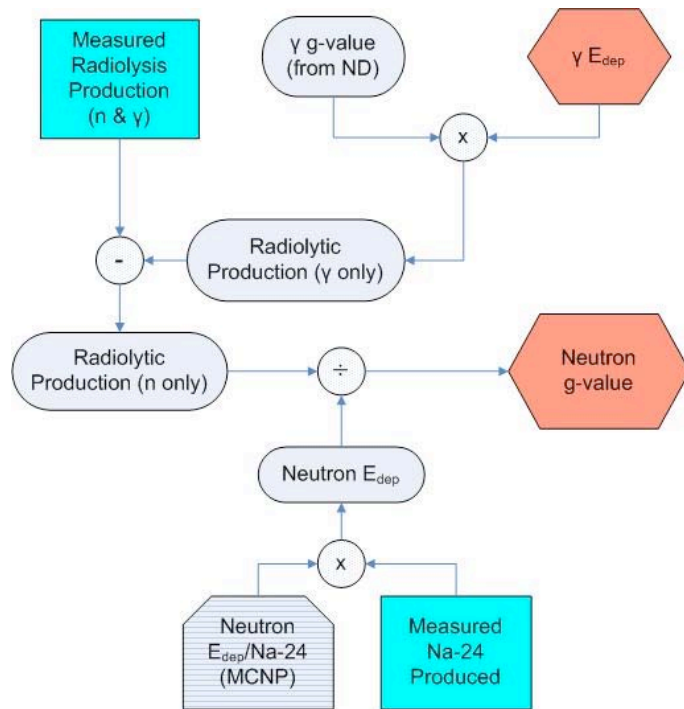 Measured
Radiolysis
Production
(n & γ)
γ g-value
(from ND)
γ Edep
x
-
Radiolytic
Production (γ only)
Radiolytic
Production (n only)
÷
Neutron
g-value
Neutron Edep
x
Neutron
Edep/Na-24
(MCNP)
Measured
Na-24
Produced